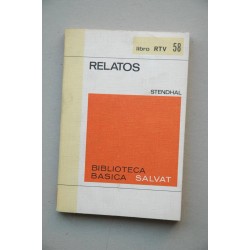 libro RTV 58
RELATOS
STENDHAL
BIBLIOTECA
BASICA SALVAT